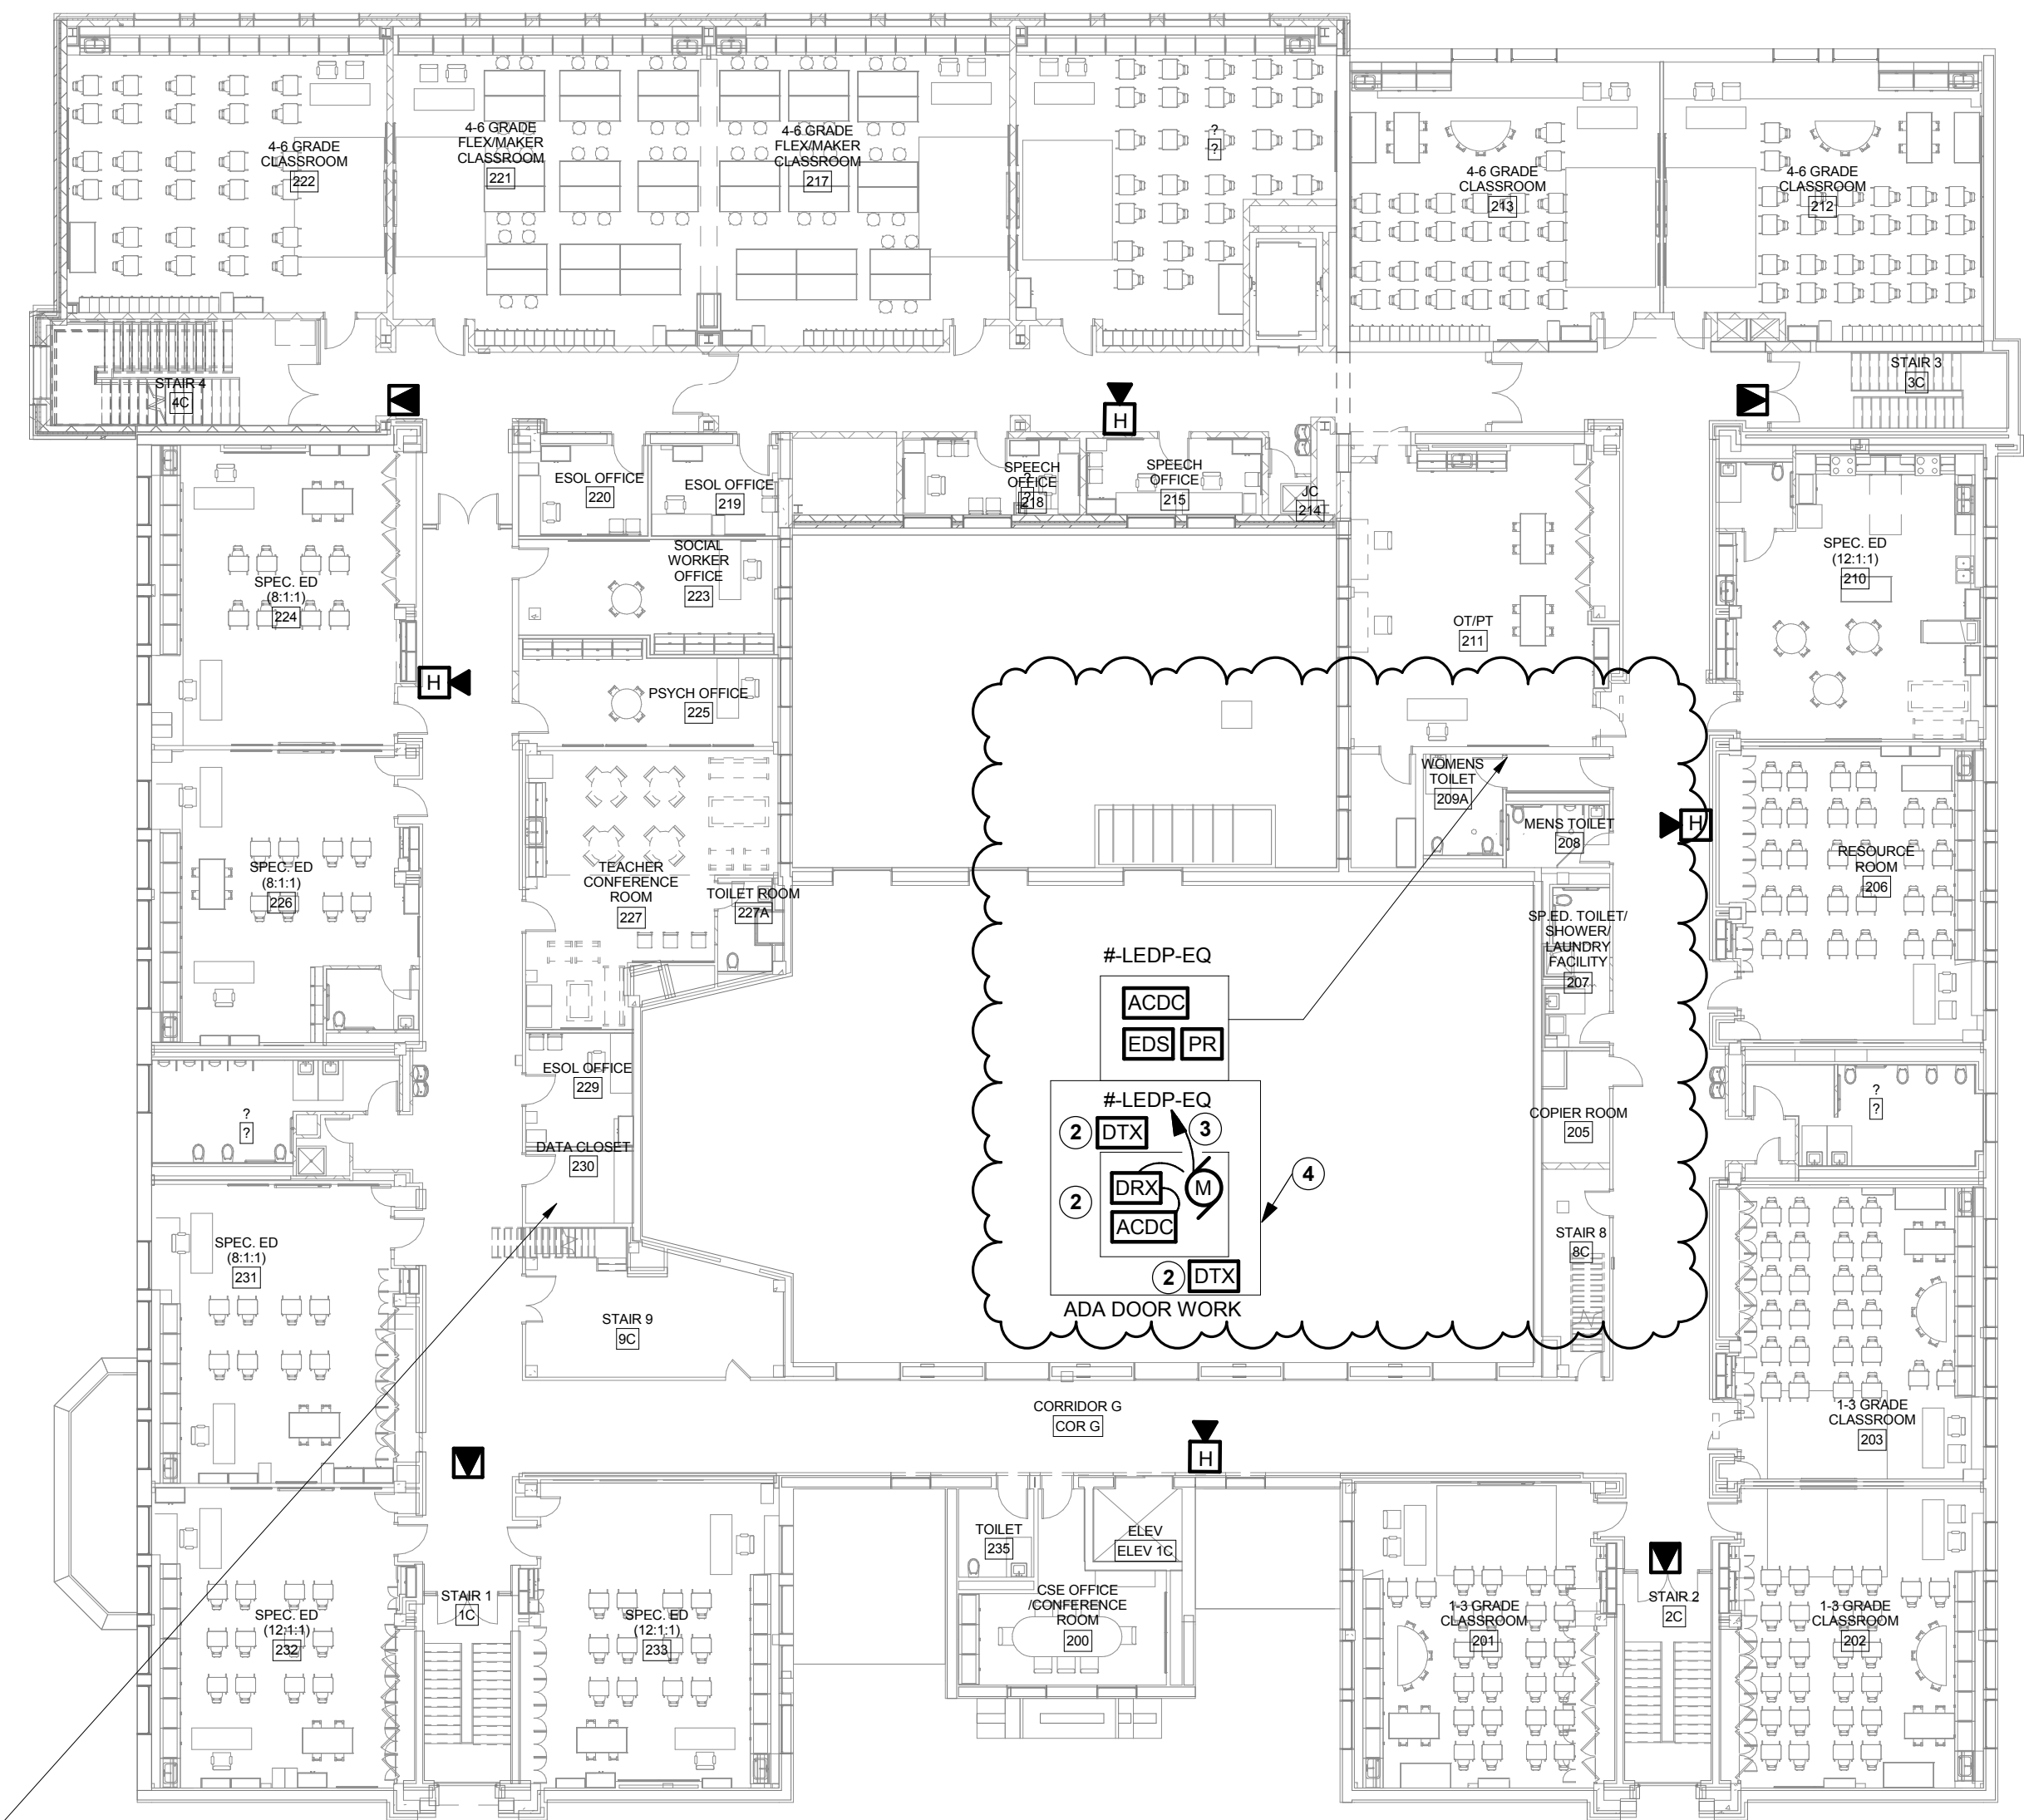 4-6 GRADE
CLASSROOM
222
4-6 GRADE
FLEX/MAKER
CLASSROOM
221
4-6 GRADE
FLEX/MAKER
CLASSROOM
217
?
?
4-6 GRADE
CLASSROOM
213
4-6 GRADE
CLASSROOM
212
STAIR 4
4C
STAIR 3
3C
H
ESOL OFFICE
220
ESOL OFFICE
219
SPEECH
OFFICE
?
218
SPEECH
OFFICE
215
JC
214
SPEC. ED
(8:1:1)
224
SOCIAL
WORKER
OFFICE
223
SPEC. ED
(12:1:1)
210
OT/PT
211
H
PSYCH OFFICE
225
WOMENS
TOILET
209A
MENS TOILET
208
H
SPEC. ED
(8:1:1)
226
TEACHER
CONFERENCE
ROOM
227
TOILET ROOM
227A
RESOURCE
ROOM
206
SP.ED. TOILET/
SHOWER/
LAUNDRY
FACILITY
207
#-LEDP-EQ
ACDC
EDS PR
ESOL OFFICE
229
?
?
#-LEDP-EQ
2 DTX 3
COPIER ROOM
205
?
?
DATA CLOSET
230
2 DRX M
4
ACDC
2 DTX
ADA DOOR WORK
SPEC. ED
(8:1:1)
231
STAIR 8
8C
STAIR 9
9C
CORRIDOR G
COR G
H
1-3 GRADE
CLASSROOM
203
TOILET
235
ELEV
ELEV 1C
SPEC. ED
(12:1:1)
232
STAIR 1
1C
SPEC. ED
(12:1:1)
233
CSE OFFICE
/CONFERENCE
ROOM
200
1-3 GRADE
CLASSROOM
201
STAIR 2
2C
1-3 GRADE
CLASSROOM
202